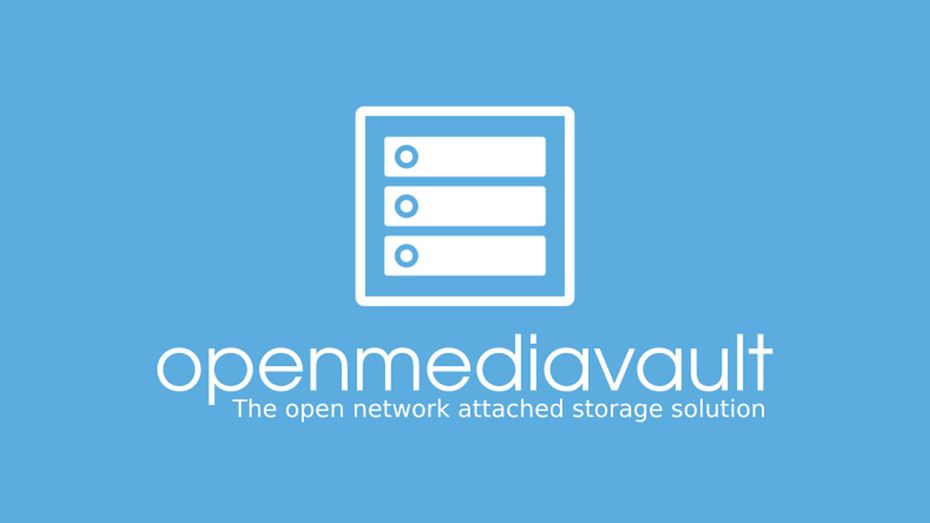 openmediavault
The open network attached storage solution